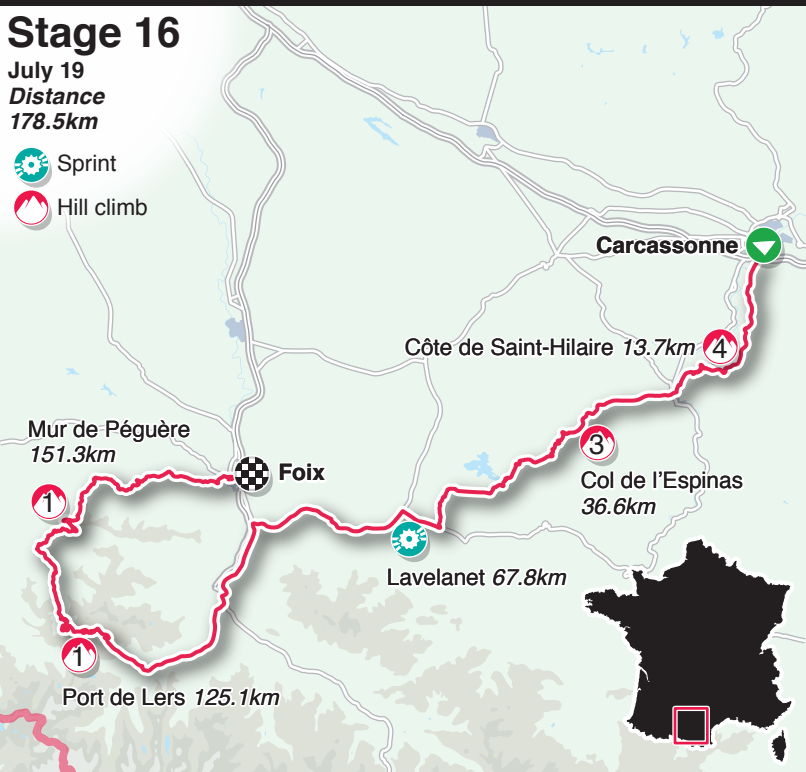 Stage 16
July 19
Distance
178.5km
Sprint
Hill climb
Carcassonne
Côte de Saint-Hilaire 13.7km
4
Mur de Péguère
151.3km
1
Foix
3
Col de l'Espinas
36.6km
Lavelanet 67.8km
1
Port de Lers 125.1km